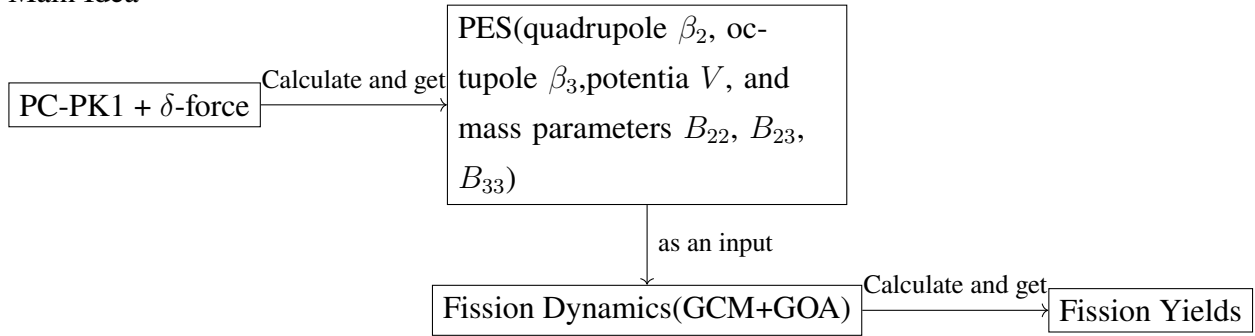 Main Idea
PES(quadrupole β₂, oc-
tupole β₃,potentia V, and
mass parameters B₂₂, B₂₃,
B₃₃)
Calculate and get
PC-PK1 + δ-force
as an input
Fission Dynamics(GCM+GOA)
Calculate and get
Fission Yields